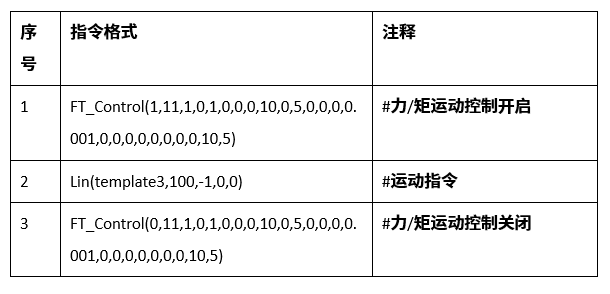 序号 指令格式 注释
1 FT_Control(1,11,1,0,1,0,0,0,10,0,5,0,0,0,0.
001,0,0,0,0,0,0,0,0,10,5) #力/矩运动控制开启
2 Lin(template3,100,-1,0,0) #运动指令
3 FT_Control(0,11,1,0,1,0,0,0,10,0,5,0,0,0,0.
001,0,0,0,0,0,0,0,10,5) #力/矩运动控制关闭